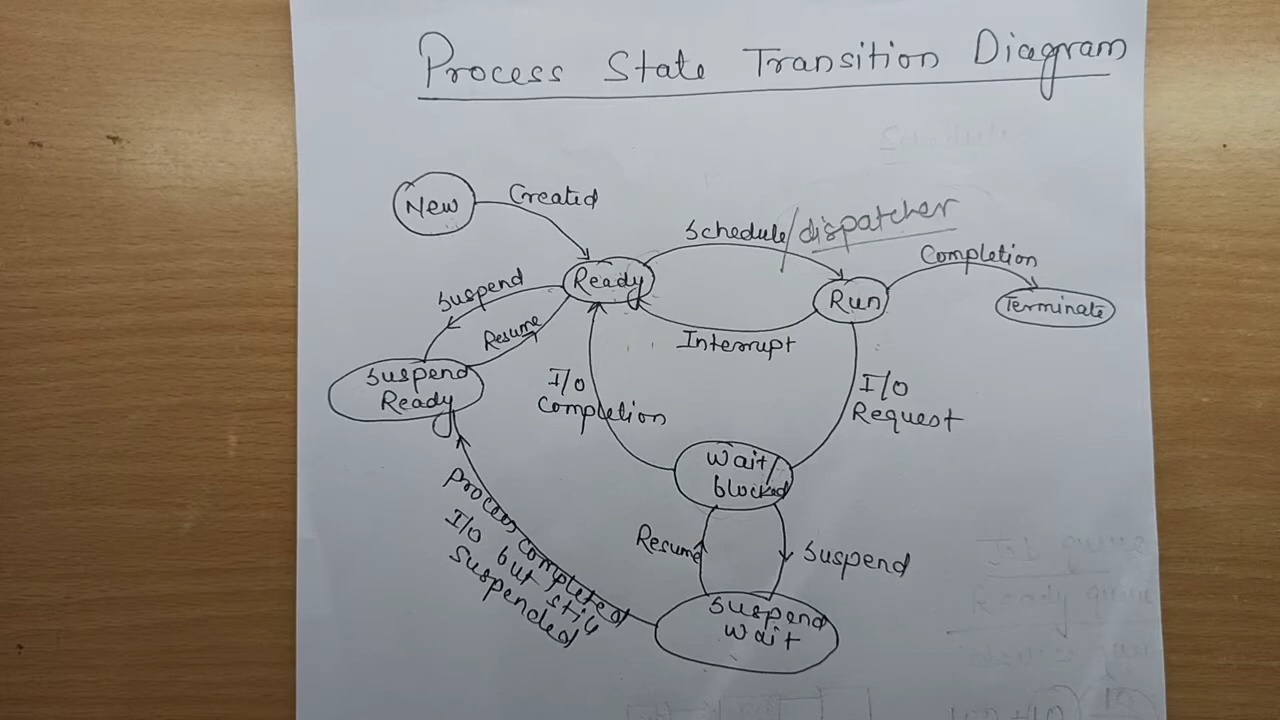 Process State Transition Diagram
New
Created
Schedule/dispatcher
Ready
Run
Completion
Terminate
Suspend
Resume
Interrupt
Suspend
Ready
I/o
Completion
I/o
Request
Wait/
blocked
Process completed
I/o but still
suspended
Resume
Suspend
Suspend
Wait